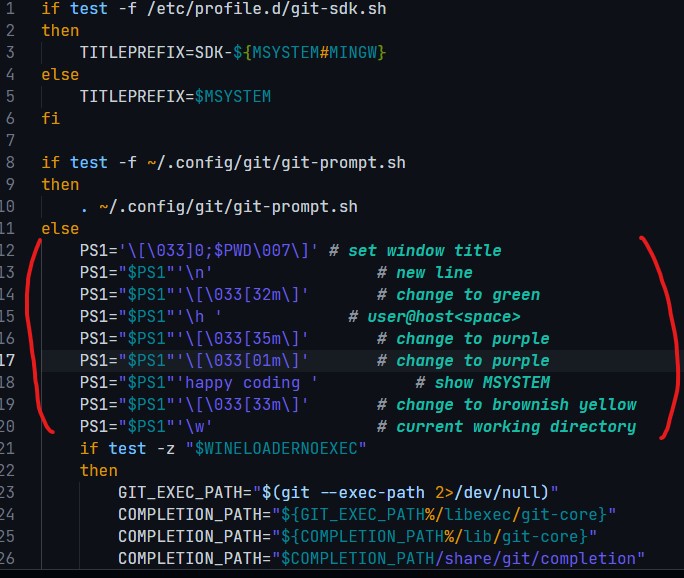 1 if test -f /etc/profile.d/git-sdk.sh
2 then
3 TITLEPREFIX=SDK-${MSYSTEM#MINGW}
4 else
5 TITLEPREFIX=$MSYSTEM
6 fi
7
8 if test -f ~/.config/git/git-prompt.sh
9 then
10 . ~/.config/git/git-prompt.sh
11 else
12 PS1='\[\033]0;$PWD\007\]' # set window title
13 PS1="$PS1"'\n' # new line
14 PS1="$PS1"'\[\033[32m\]' # change to green
15 PS1="$PS1"'\h ' # user@host<space>
16 PS1="$PS1"'\[\033[35m\]' # change to purple
17 PS1="$PS1"'\[\033[01m\]' # change to purple
18 PS1="$PS1"'happy coding ' # show MSYSTEM
19 PS1="$PS1"'\[\033[33m\]' # change to brownish yellow
20 PS1="$PS1"'\w' # current working directory
21 if test -z "$WINELOADERNOEXEC"
22 then
23 GIT_EXEC_PATH="$(git --exec-path 2>/dev/null)"
24 COMPLETION_PATH="${GIT_EXEC_PATH%/libexec/git-core}"
25 COMPLETION_PATH="${COMPLETION_PATH%/lib/git-core}"
26 COMPLETION_PATH="$COMPLETION_PATH/share/git/completion"